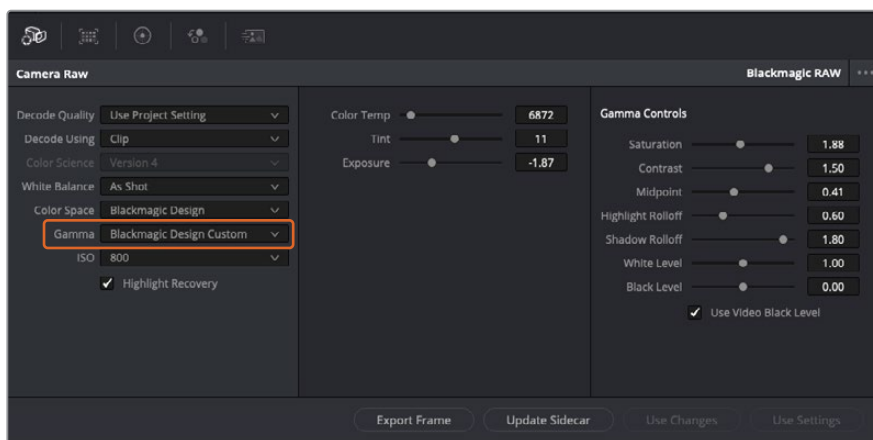 Camera Raw
Blackmagic RAW
Decode Quality Use Project Setting
Decode Using Clip
Color Science Version 4
White Balance As Shot
Color Space Blackmagic Design
Gamma Blackmagic Design Custom
ISO 800
Highlight Recovery
Color Temp 6872
Tint 11
Exposure -1.87
Gamma Controls
Saturation 1.88
Contrast 1.50
Midpoint 0.41
Highlight Rolloff 0.60
Shadow Rolloff 1.80
White Level 1.00
Black Level 0.00
Use Video Black Level
Export Frame Update Sidecar Use Changes Use Settings